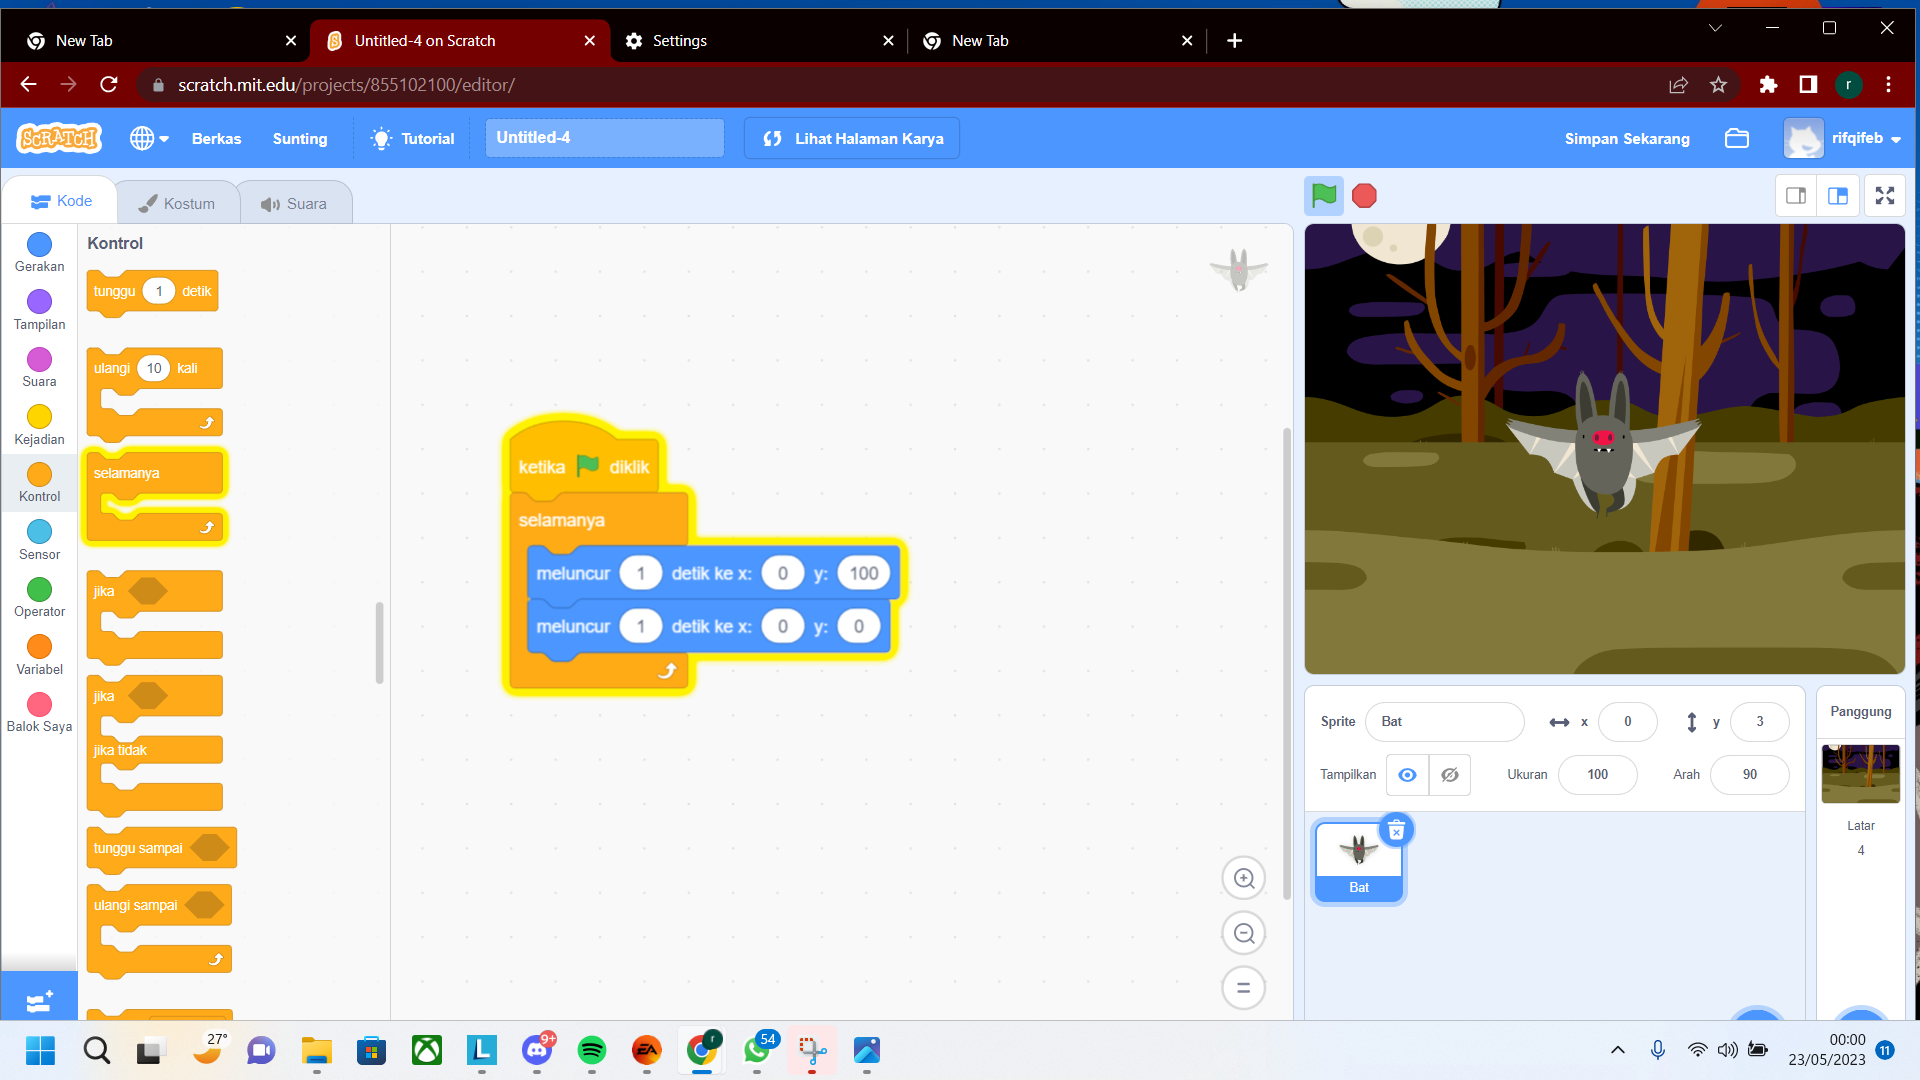 New Tab
Untitled-4 on Scratch
Settings
New Tab
scratch.mit.edu/projects/855102100/editor/
r
SCRATCH
Berkas
Sunting
Tutorial
Untitled-4
Lihat Halaman Karya
Simpan Sekarang
rifqifeb
Kode
Kostum
Suara
Gerakan
Tampilan
Suara
Kejadian
Kontrol
Sensor
Operator
Variabel
Balok Saya
Kontrol
tunggu 1 detik
ulangi 10 kali
selamanya
jika
jika
jika tidak
tunggu sampai
ulangi sampai
ketika diklik
selamanya
meluncur 1 detik ke x: 0 y: 100
meluncur 1 detik ke x: 0 y: 0
Sprite Bat x 0 y 3
Tampilkan Ukuran 100 Arah 90
Bat
Panggung
Latar
4
27°
L
9+
EA
r
54
00:00
23/05/2023
11